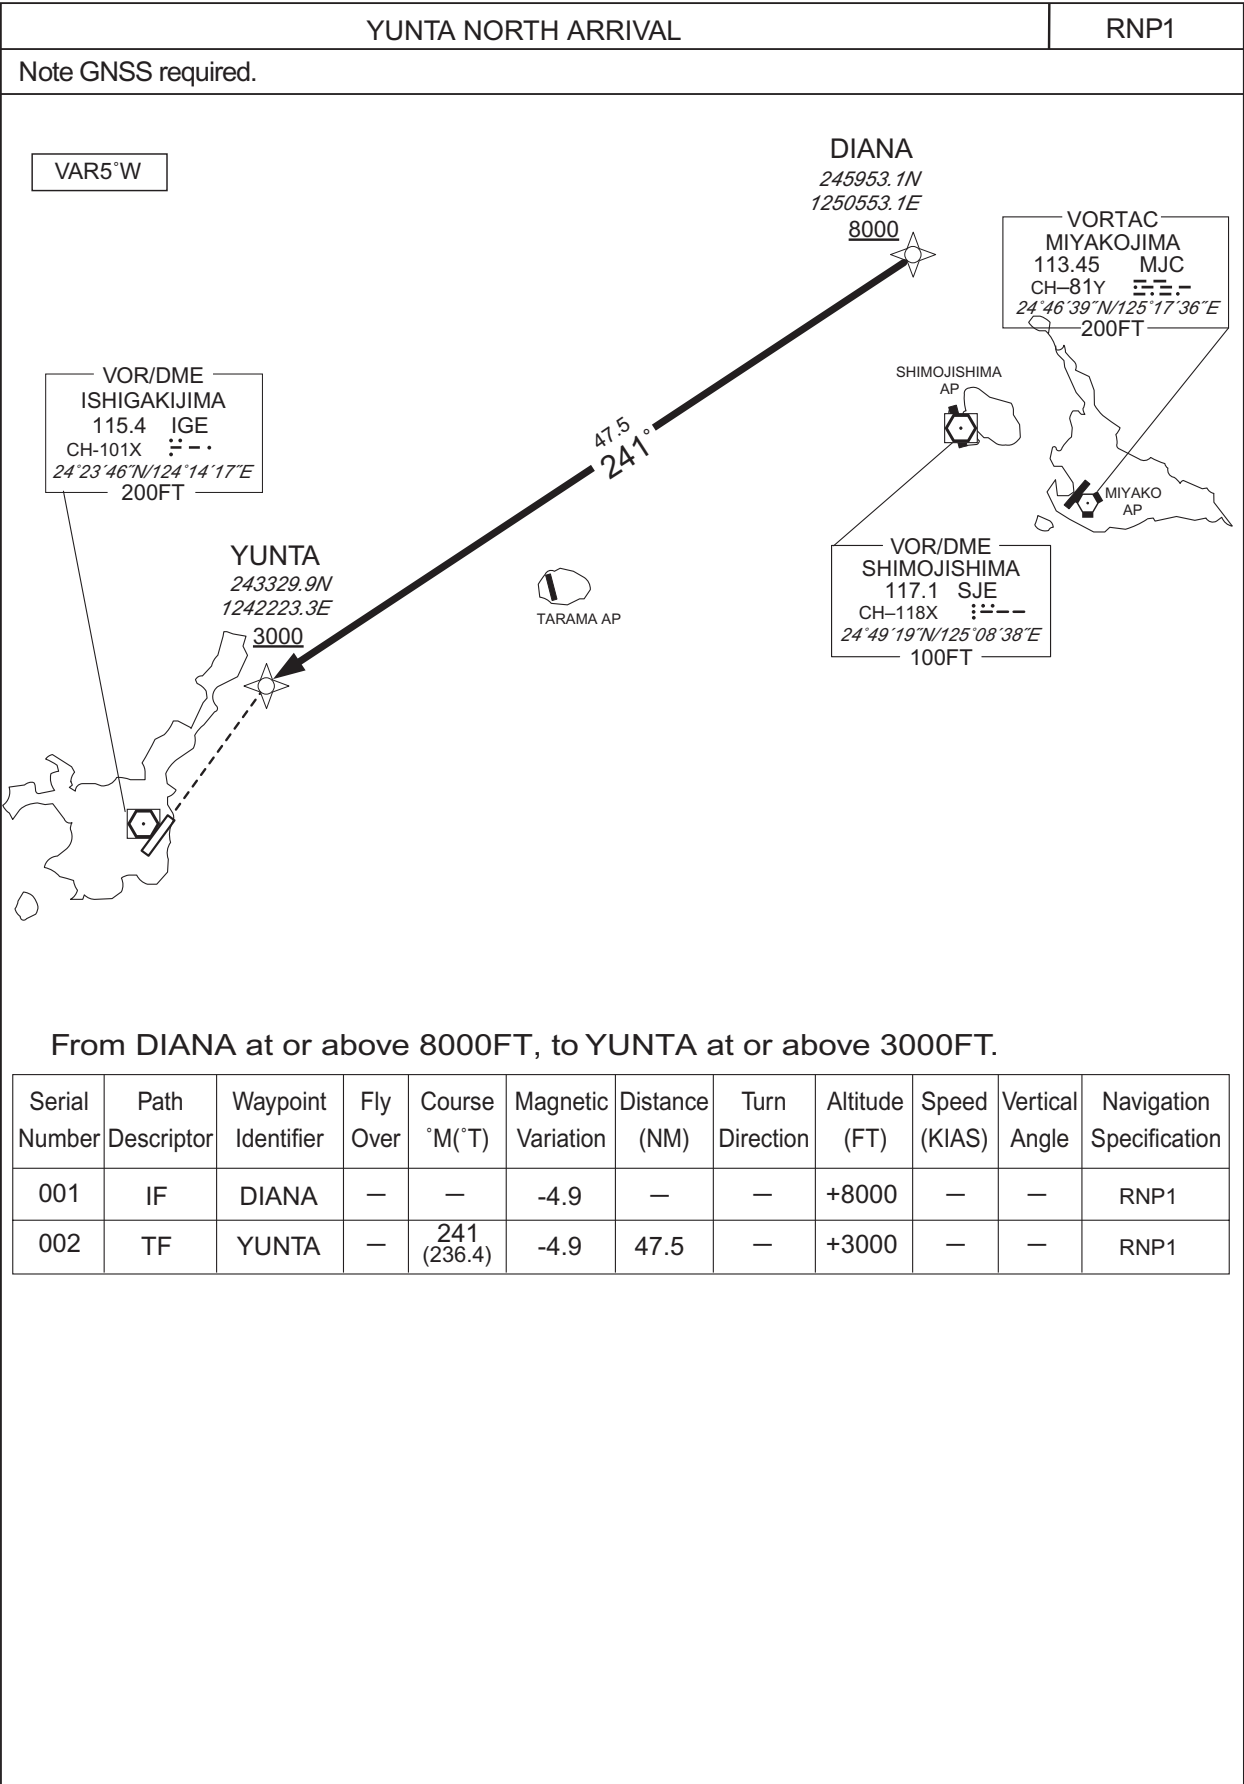 YUNTA NORTH ARRIVAL
RNP1
Note GNSS required.
VAR5˚W
DIANA
245953.1N
1250553.1E
8000
VORTAC
MIYAKOJIMA
113.45 MJC
CH–81Y
24˚46´39˝N/125˚17´36˝E
200FT
VOR/DME
ISHIGAKIJIMA
115.4 IGE
CH-101X
24˚23´46˝N/124˚14´17˝E
200FT
SHIMOJISHIMA
AP
47.5
241˚
MIYAKO
AP
YUNTA
243329.9N
1242223.3E
3000
TARAMA AP
VOR/DME
SHIMOJISHIMA
117.1 SJE
CH–118X
24˚49´19˝N/125˚08´38˝E
100FT
From DIANA at or above 8000FT, to YUNTA at or above 3000FT.
Serial Path Waypoint Fly Course Magnetic Distance Turn Altitude Speed Vertical Navigation
Number Descriptor Identifier Over ˚M(˚T) Variation (NM) Direction (FT) (KIAS) Angle Specification
001 IF DIANA — — -4.9 — — +8000 — — RNP1
002 TF YUNTA — 241 (236.4) -4.9 47.5 — +3000 — — RNP1